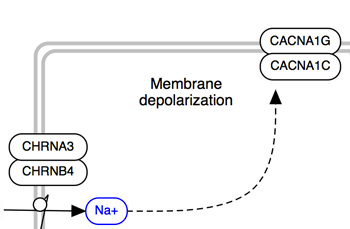 CACNA1G
CACNA1C
Membrane
depolarization
CHRNA3
CHRNB4
Na+